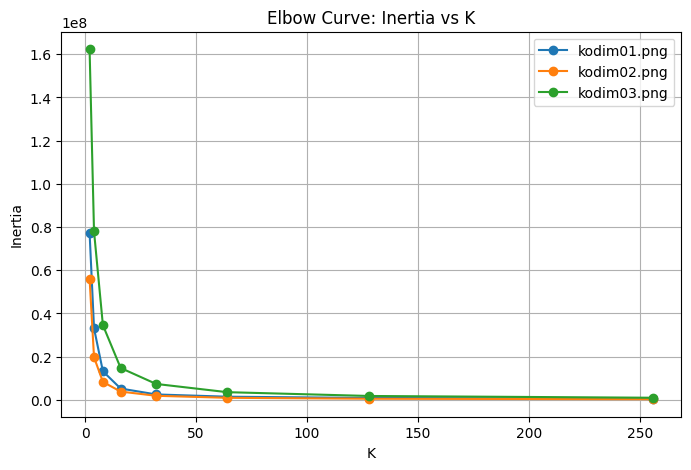 Elbow Curve: Inertia vs K
1e8
kodim01.png
kodim02.png
kodim03.png
1.6
1.4
1.2
1.0
0.8
0.6
0.4
0.2
0.0
Inertia
0 50 100 150 200 250
K